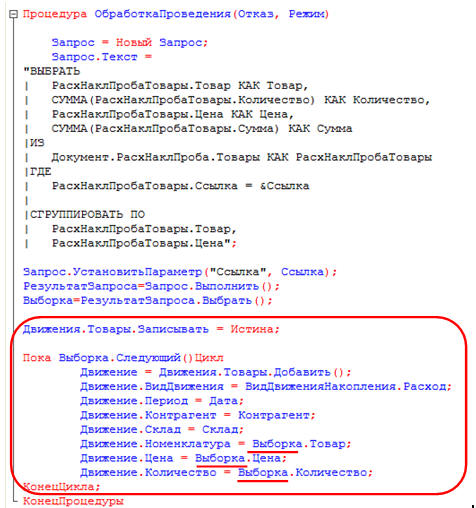 Процедура ОбработкаПроведения(Отказ, Режим)
Запрос = Новый Запрос;
Запрос.Текст =
"ВЫБРАТЬ
|   РасхНаклПробаТовары.Товар КАК Товар,
|   СУММА(РасхНаклПробаТовары.Количество) КАК Количество,
|   РасхНаклПробаТовары.Цена КАК Цена,
|   СУММА(РасхНаклПробаТовары.Сумма) КАК Сумма
|ИЗ
|   Документ.РасхНаклПроба.Товары КАК РасхНаклПробаТовары
|ГДЕ
|   РасхНаклПробаТовары.Ссылка = &Ссылка
|
|СГРУППИРОВАТЬ ПО
|   РасхНаклПробаТовары.Товар,
|   РасхНаклПробаТовары.Цена";
Запрос.УстановитьПараметр("Ссылка", Ссылка);
РезультатЗапроса=Запрос.Выполнить();
Выборка=РезультатЗапроса.Выбрать();
Движения.Товары.Записывать = Истина;
Пока Выборка.Следующий()Цикл
Движение = Движения.Товары.Добавить();
Движение.ВидДвижения = ВидДвиженияНакопления.Расход;
Движение.Период = Дата;
Движение.Контрагент = Контрагент;
Движение.Склад = Склад;
Движение.Номенклатура = Выборка.Товар;
Движение.Цена = Выборка.Цена;
Движение.Количество = Выборка.Количество;
КонецЦикла;
КонецПроцедуры